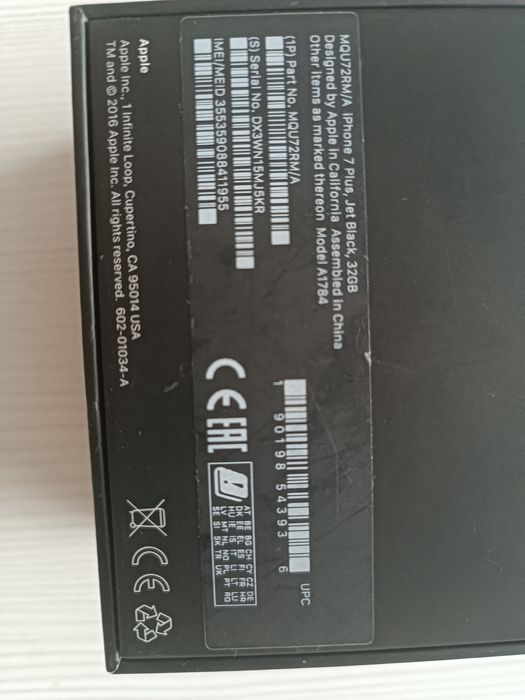 MQU72RM/A iPhone 7 Plus, Jet Black, 32GB
Designed by Apple in California Assembled in China
Other items as marked thereon Model A1784
(1P) Part No. MQU72RM/A
(S) Serial No. DX3WN15MJ5KR
IMEI/MEID 355359088411955
1 90198 54393 6
UPC
CE EAC
AT BE BG CH CY CZ DE
DK EE EL ES FI FR HR
HU IE IS IT LI LT LU
LV MT NL NO PL PT RO
SE SI SK TR UK
Apple
Apple Inc., 1 Infinite Loop, Cupertino, CA 95014 USA
TM and © 2016 Apple Inc. All rights reserved. 602-01034-A
CE